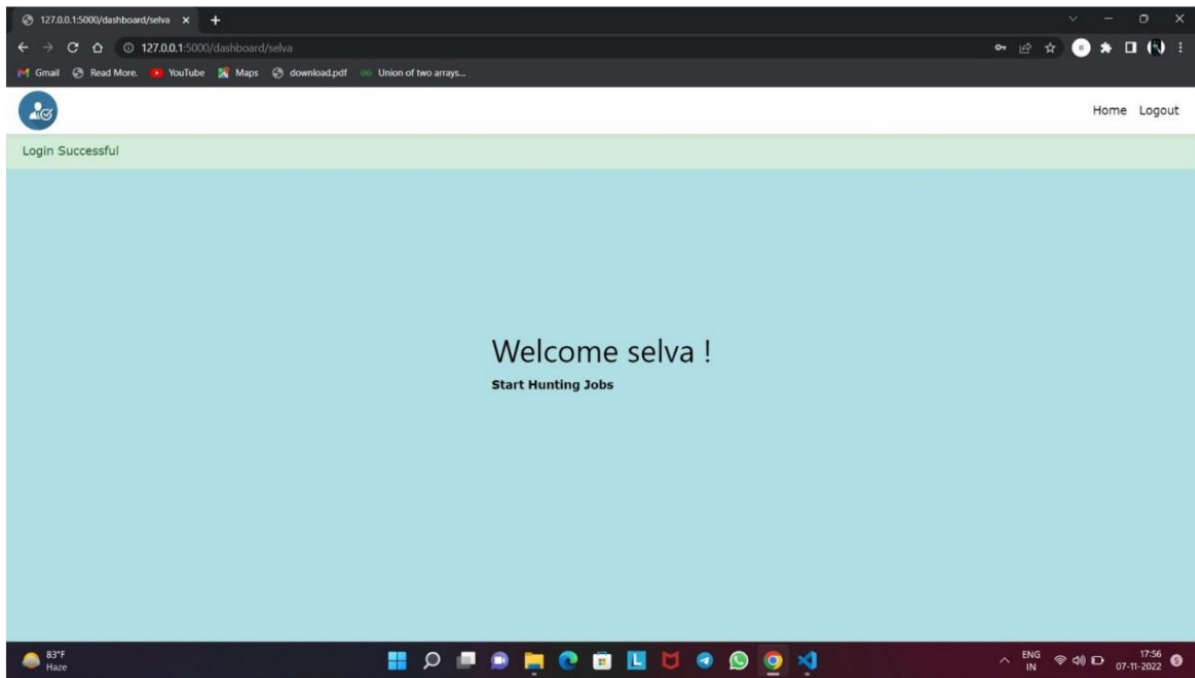 127.0.0.1:5000/dashboard/selva
127.0.0.1:5000/dashboard/selva
Gmail Read More. YouTube Maps download.pdf Union of two arrays...
Home Logout
Login Successful
Welcome selva !
Start Hunting Jobs
83°F
Haze
L
ENG
IN
17:56
07-11-2022